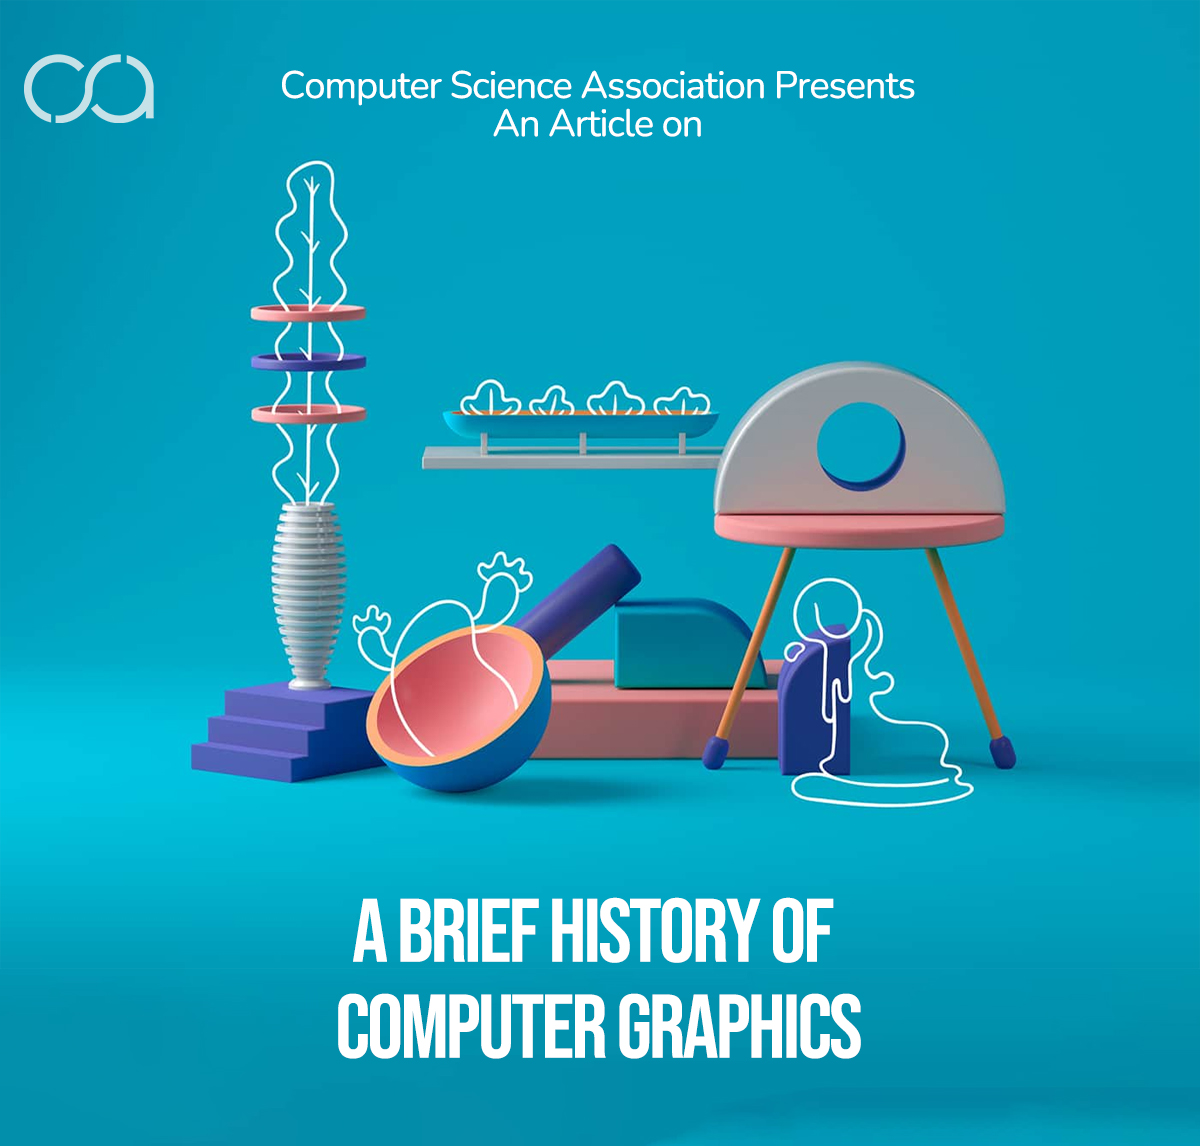 Computer Science Association Presents
An Article on
A BRIEF HISTORY OF
COMPUTER GRAPHICS